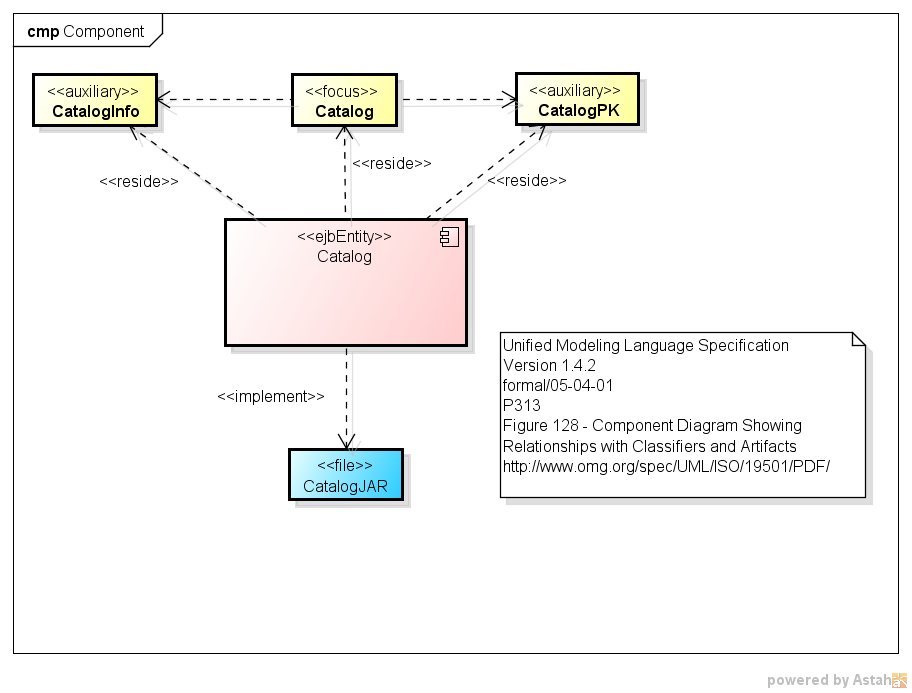 cmp Component
<<auxiliary>>
CatalogInfo
<<focus>>
Catalog
<<auxiliary>>
CatalogPK
<<reside>>
<<reside>>
<<reside>>
<<ejbEntity>>
Catalog
<<implement>>
<<file>>
CatalogJAR
Unified Modeling Language Specification
Version 1.4.2
formal/05-04-01
P313
Figure 128 - Component Diagram Showing
Relationships with Classifiers and Artifacts
http://www.omg.org/spec/UML/ISO/19501/PDF/
powered by Astah